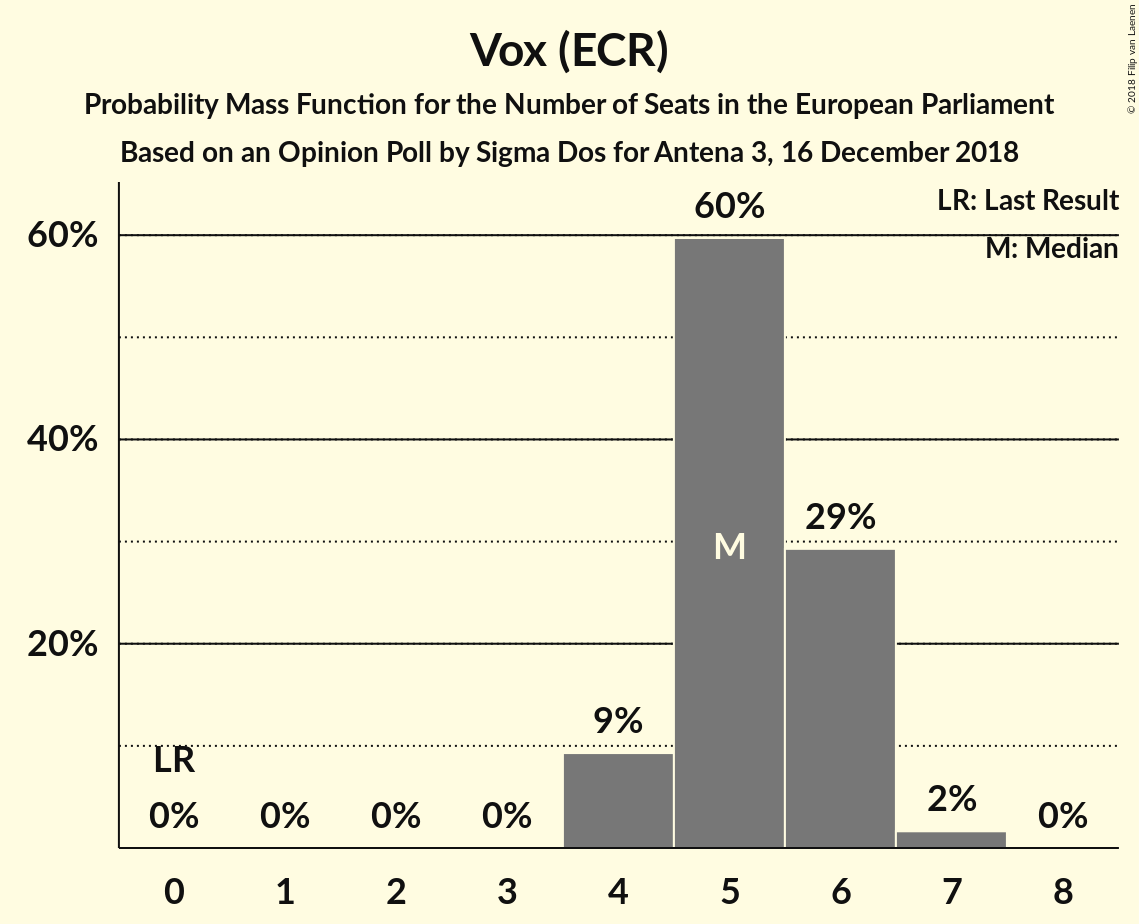 Vox (ECR)
Probability Mass Function for the Number of Seats in the European Parliament
Based on an Opinion Poll by Sigma Dos for Antena 3, 16 December 2018
© 2018 Filip van Laenen
LR: Last Result
M: Median
60%
40%
20%
60%
29%
M
9%
LR
2%
0%
0%
0%
0%
0%
0 1 2 3 4 5 6 7 8